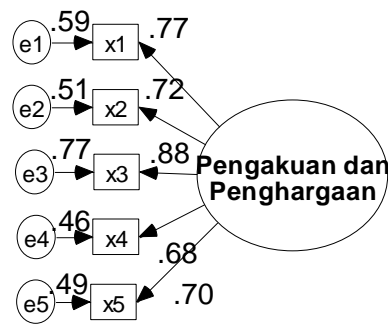 .59
.77
e1
x1
.51
.72
e2
x2
.77
.88
e3
x3
Pengakuan dan
Penghargaan
.46
e4
x4
.68
.49
.70
e5
x5